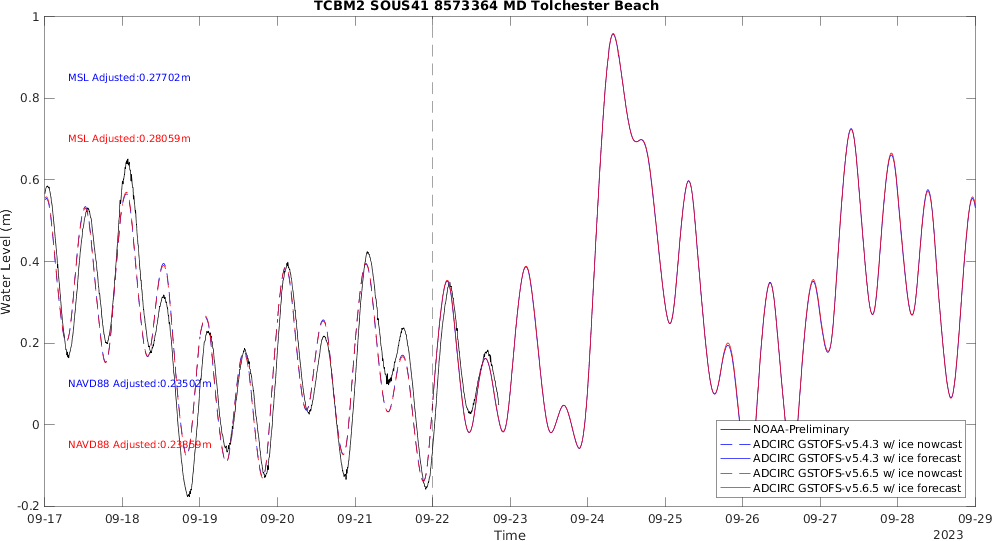 TCBM2 SOUS41 8573364 MD Tolchester Beach
Water Level (m)
1
0.8
0.6
0.4
0.2
0
-0.2
MSL Adjusted:0.27702m
MSL Adjusted:0.28059m
NAVD88 Adjusted:0.23502m
NAVD88 Adjusted:0.23859m
NOAA-Preliminary
ADCIRC GSTOFS-v5.4.3 w/ ice nowcast
ADCIRC GSTOFS-v5.4.3 w/ ice forecast
ADCIRC GSTOFS-v5.6.5 w/ ice nowcast
ADCIRC GSTOFS-v5.6.5 w/ ice forecast
09-17 09-18 09-19 09-20 09-21 09-22 09-23 09-24 09-25 09-26 09-27 09-28 09-29
Time
2023